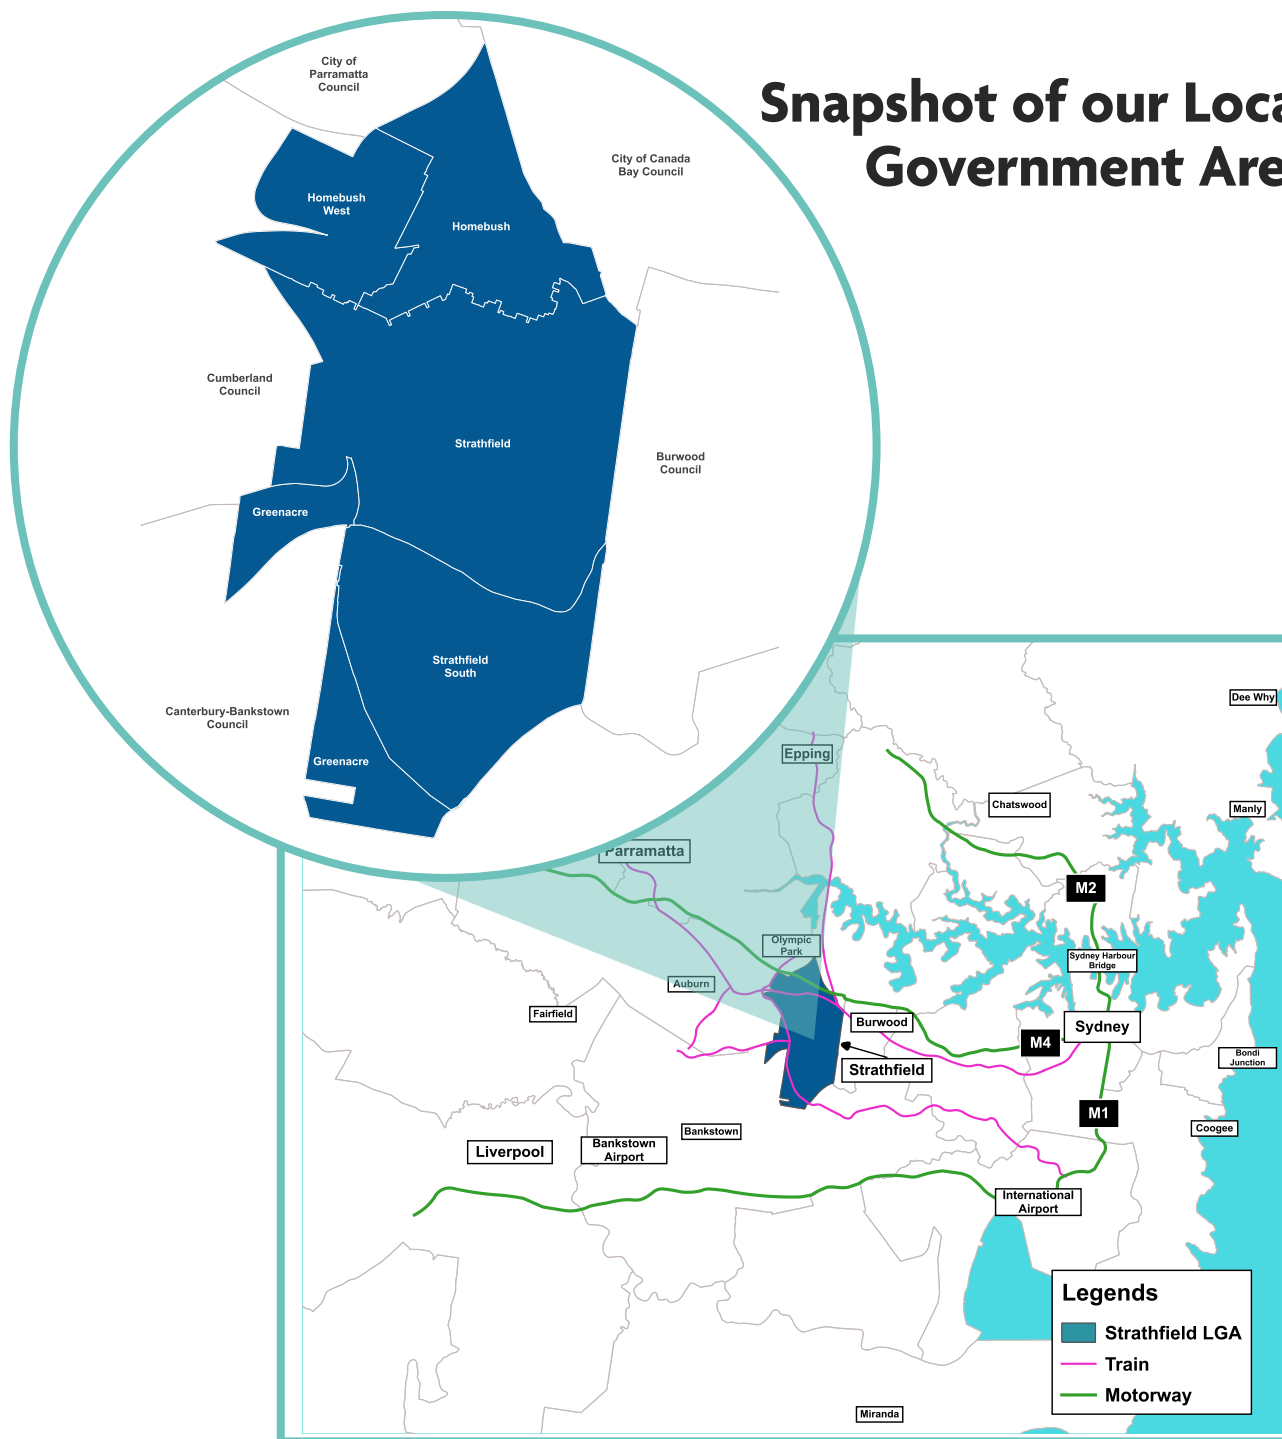 Snapshot of our Loca
Government Are
City of
Parramatta
Council
City of Canada
Bay Council
Homebush
West
Homebush
Cumberland
Council
Strathfield
Burwood
Council
Greenacre
Strathfield
South
Canterbury-Bankstown
Council
Greenacre
Dee Why
Epping
Chatswood
Manly
Parramatta
M2
Olympic
Park
Sydney Harbour
Bridge
Auburn
Fairfield
Burwood
Sydney
M4
Bondi
Junction
Strathfield
M1
Coogee
Bankstown
Liverpool
Bankstown
Airport
International
Airport
Legends
Strathfield LGA
Train
Motorway
Miranda